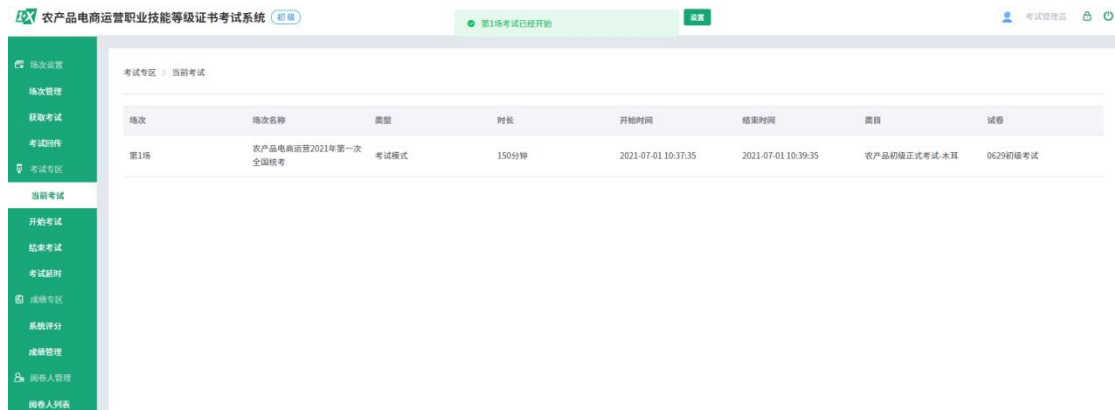 农产品电商运营职业技能等级证书考试系统 初级
第1场考试已经开始
设置
考试管理员
场次设置
场次管理
获取考试
考试回传
考试专区
当前考试
开始考试
结束考试
考试延时
成绩专区
系统评分
成绩管理
阅卷人管理
阅卷人列表
考试专区 > 当前考试
场次 场次名称 类型 时长 开始时间 结束时间 类目 试卷
第1场 农产品电商运营2021年第一次 考试模式 150分钟 2021-07-01 10:37:35 2021-07-01 10:39:35 农产品初级正式考试-木耳 0629初级考试
全国统考